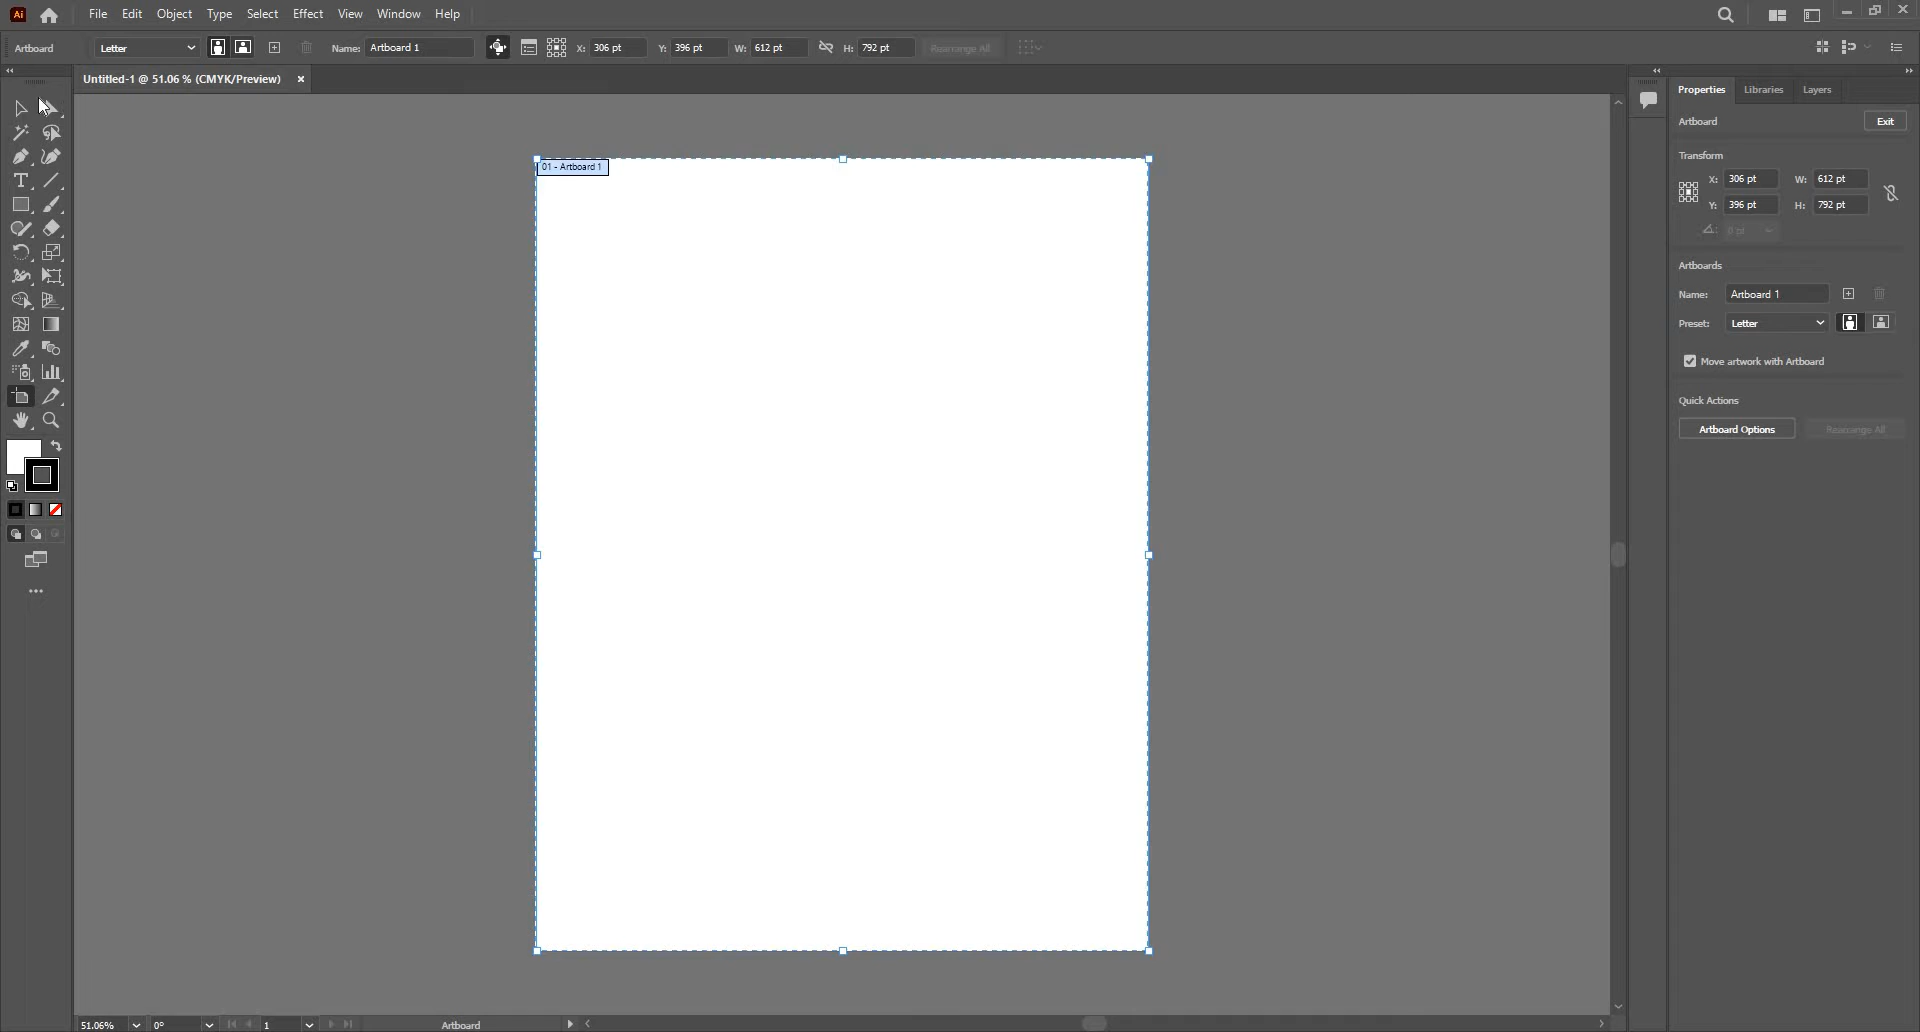 Ai File Edit Object Type Select Effect View Window Help
Artboard Letter Name: Artboard 1 X: 306 pt Y: 396 pt W: 612 pt H: 792 pt Rearrange All
Untitled-1 @ 51.06 % (CMYK/Preview) ×
01 - Artboard 1
Properties Libraries Layers
Artboard Exit
Transform
X: 306 pt W: 612 pt
Y: 396 pt H: 792 pt
0 pt
Artboards
Name: Artboard 1
Preset: Letter
Move artwork with Artboard
Quick Actions
Artboard Options Rearrange All
51.06% 0° 1 Artboard